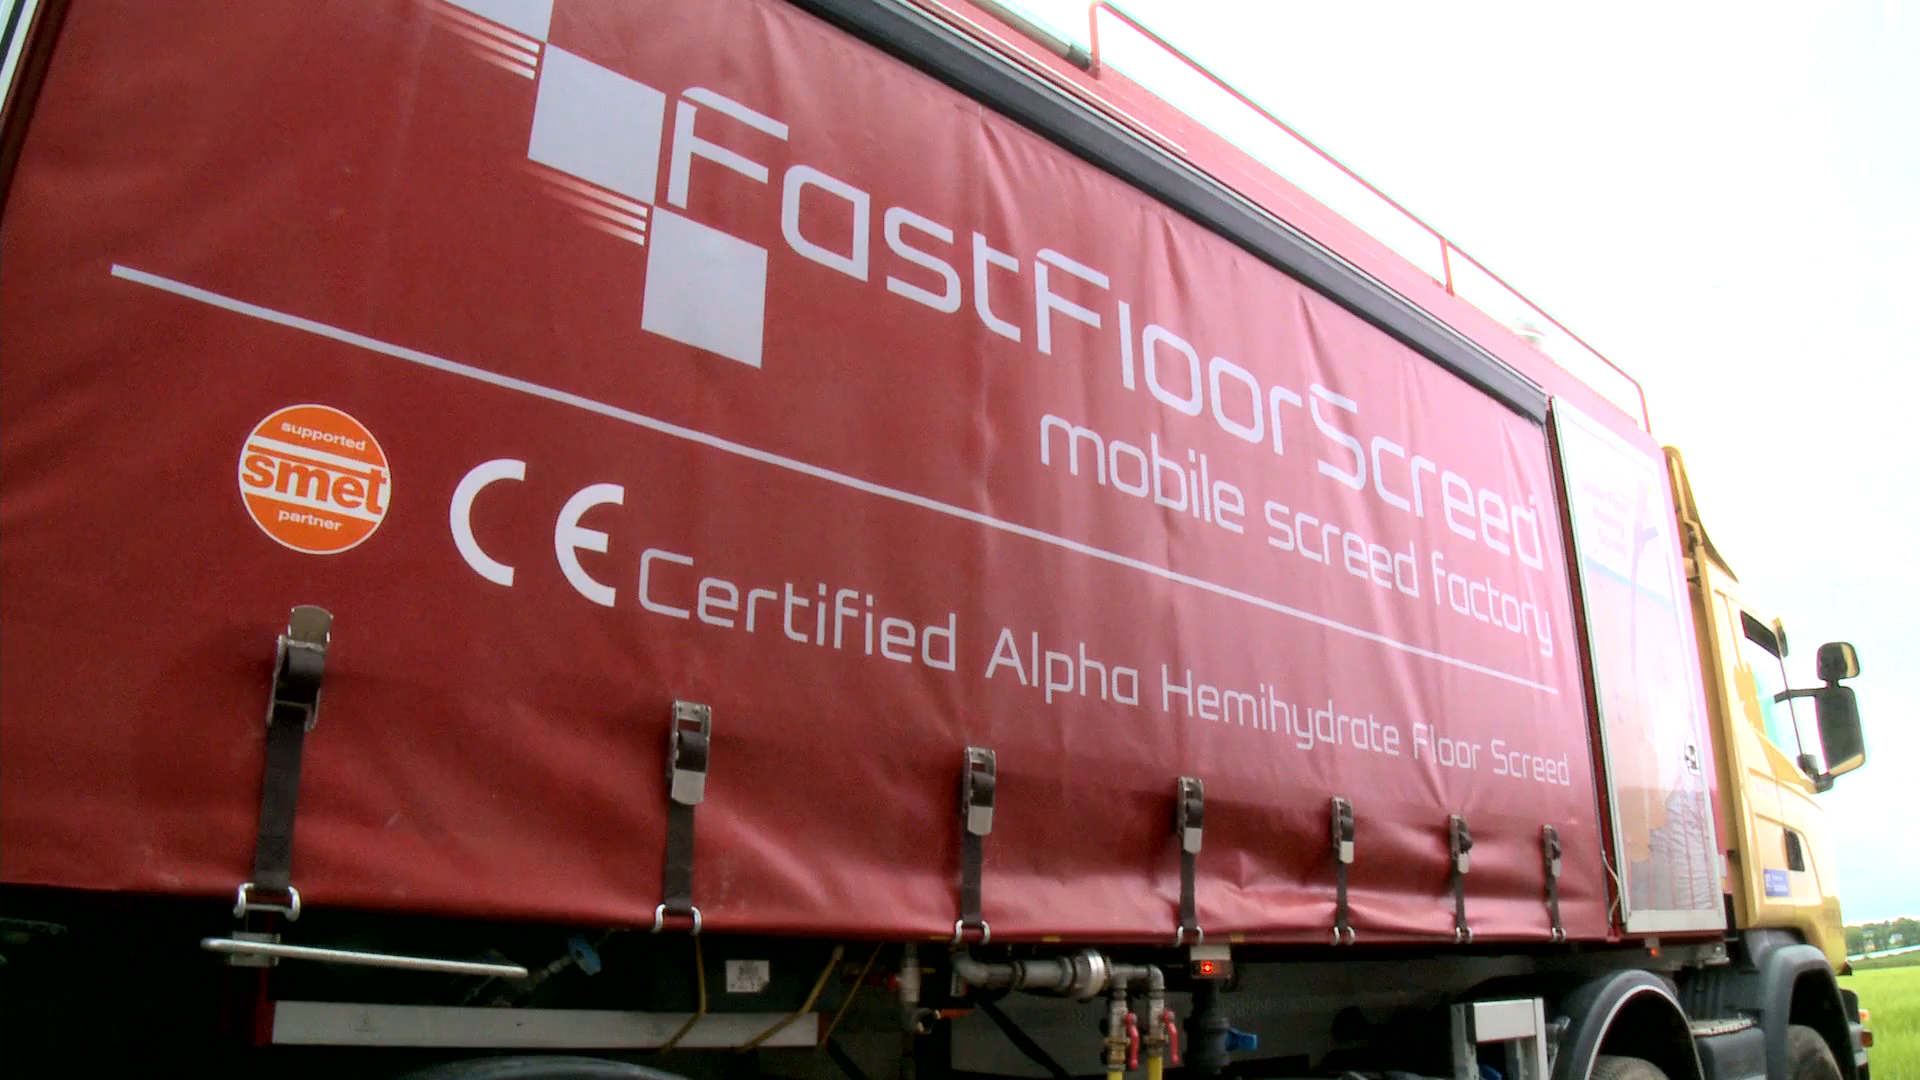 FastFloorScreed
mobile screed factory
supported
smet
partner
CE Certified Alpha Hemihydrate Floor Screed